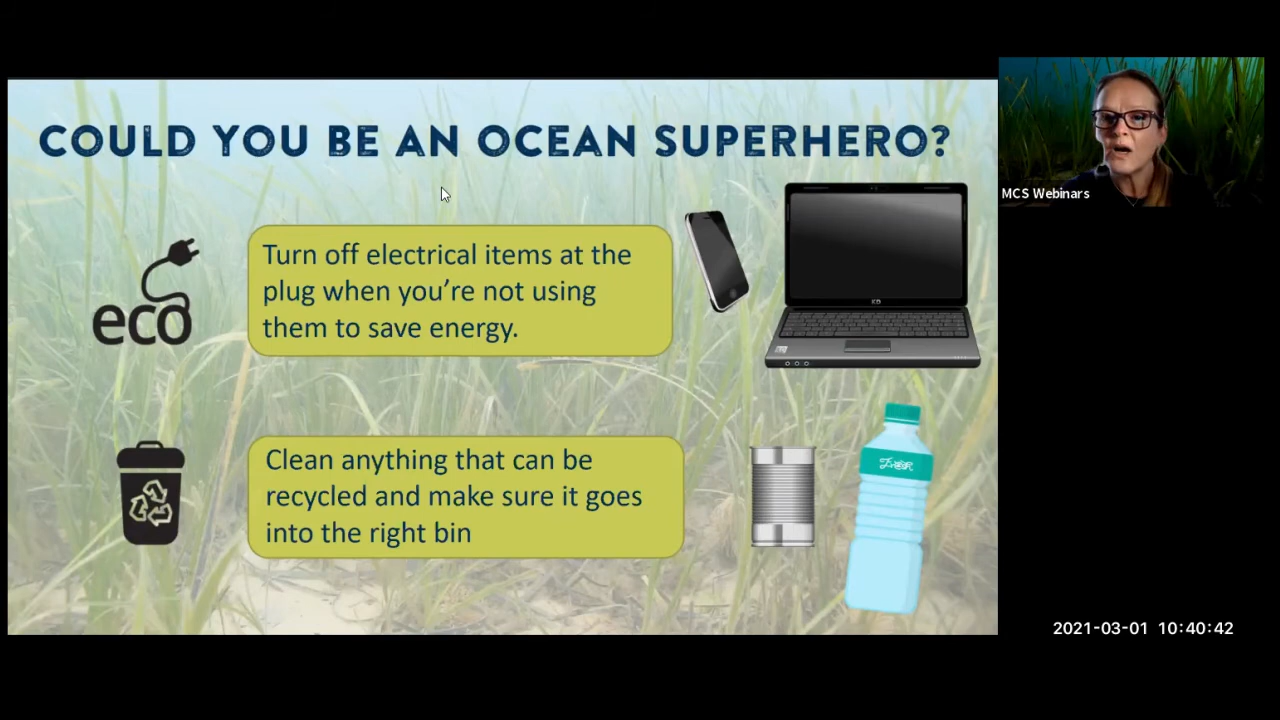 COULD YOU BE AN OCEAN SUPERHERO?
MCS Webinars
eco
Turn off electrical items at the
plug when you're not using
them to save energy.
Clean anything that can be
recycled and make sure it goes
into the right bin
2021-03-01 10:40:42